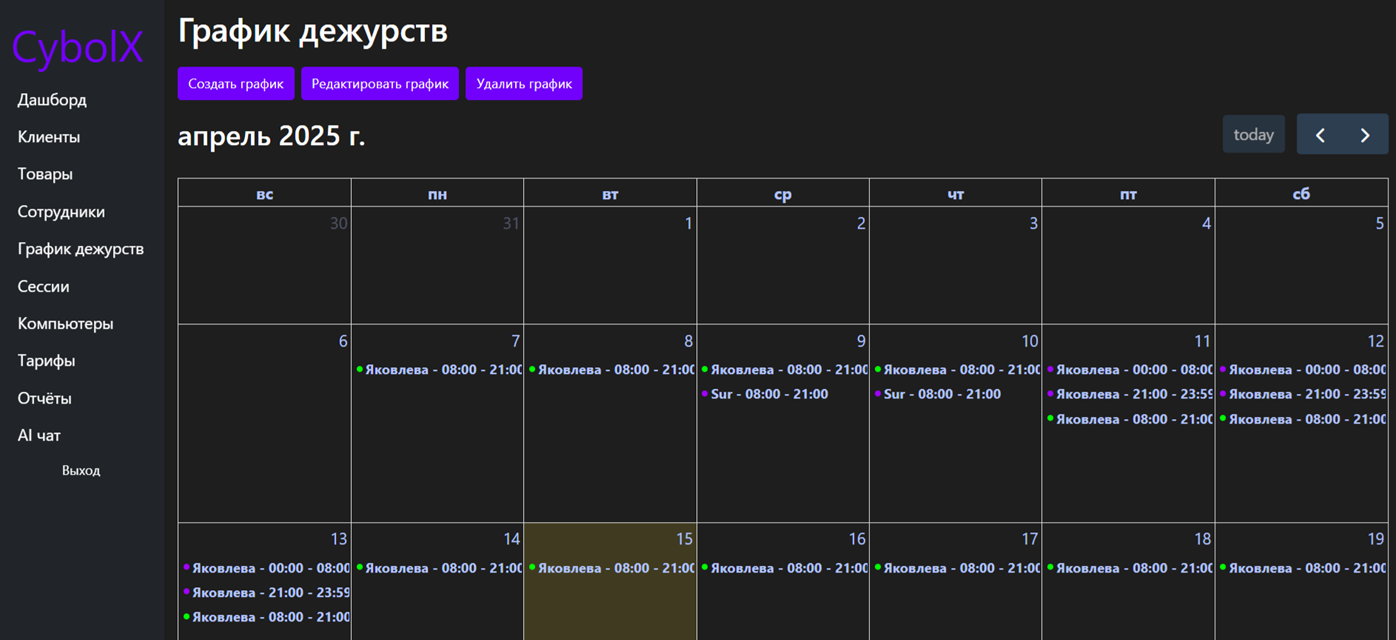 CybolX
Дашборд
Клиенты
Товары
Сотрудники
График дежурств
Сессии
Компьютеры
Тарифы
Отчёты
AI чат
Выход
График дежурств
Создать график Редактировать график Удалить график
апрель 2025 г.
today
вс пн вт ср чт пт сб
30 31 1 2 3 4 5
6 7 8 9 10 11 12
Яковлева - 08:00 - 21:00 Яковлева - 08:00 - 21:00 Яковлева - 08:00 - 21:00 Яковлева - 08:00 - 21:00 Яковлева - 00:00 - 08:00 Яковлева - 00:00 - 08:00
Sur - 08:00 - 21:00 Sur - 08:00 - 21:00 Яковлева - 21:00 - 23:59 Яковлева - 21:00 - 23:59
Яковлева - 08:00 - 21:00 Яковлева - 08:00 - 21:00
13 14 15 16 17 18 19
Яковлева - 00:00 - 08:00 Яковлева - 08:00 - 21:00 Яковлева - 08:00 - 21:00 Яковлева - 08:00 - 21:00 Яковлева - 08:00 - 21:00 Яковлева - 08:00 - 21:00 Яковлева - 08:00 - 21:00
Яковлева - 21:00 - 23:59
Яковлева - 08:00 - 21:00